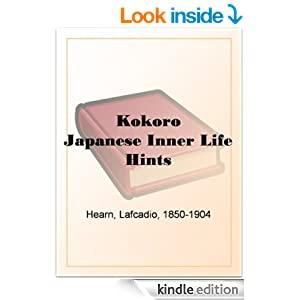 Look inside
Kokoro
Japanese Inner Life
Hints
Hearn, Lafcadio, 1850-1904
kindle edition